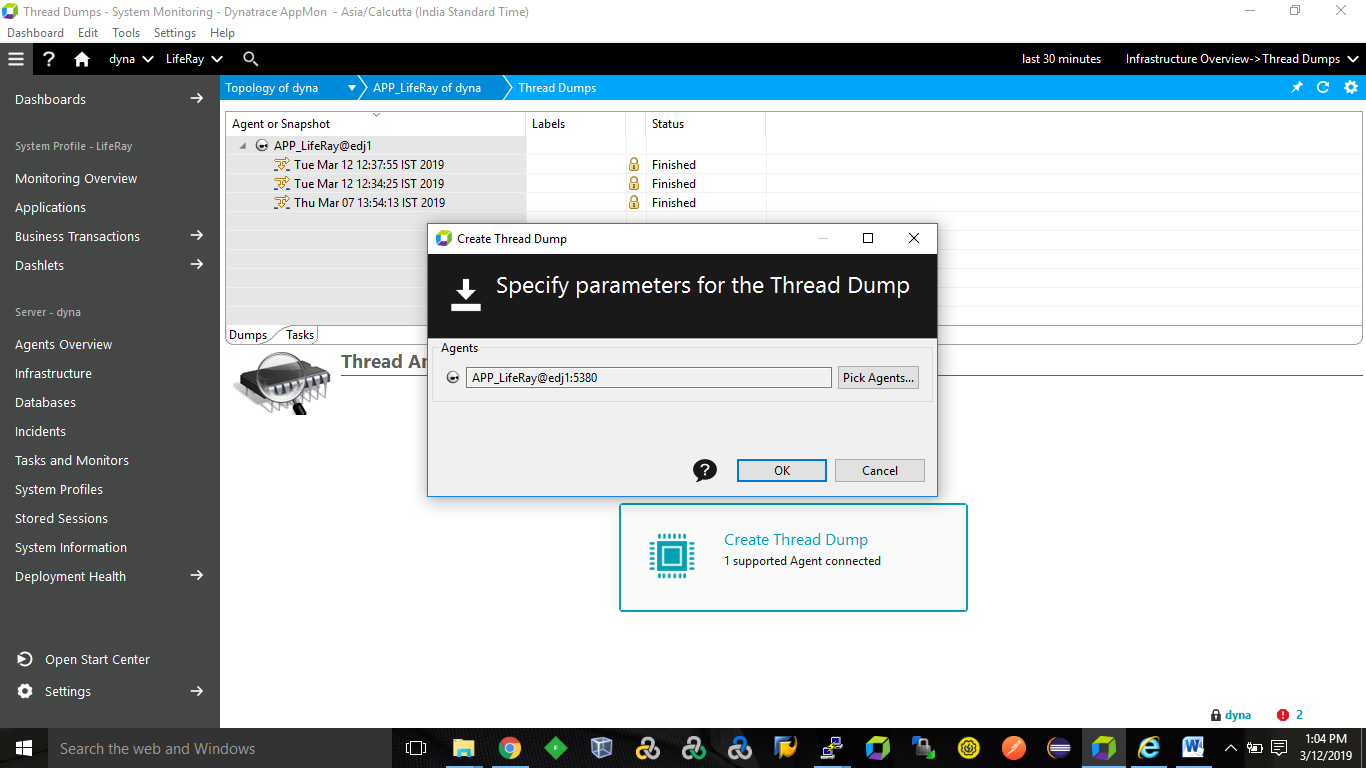 Thread Dumps - System Monitoring - Dynatrace AppMon - Asia/Calcutta (India Standard Time)
Dashboard Edit Tools Settings Help
? dyna LifeRay last 30 minutes Infrastructure Overview->Thread Dumps
Dashboards
System Profile - LifeRay
Monitoring Overview
Applications
Business Transactions
Dashlets
Server - dyna
Agents Overview
Infrastructure
Databases
Incidents
Tasks and Monitors
System Profiles
Stored Sessions
System Information
Deployment Health
Open Start Center
Settings
Topology of dyna APP_LifeRay of dyna Thread Dumps
Agent or Snapshot Labels Status
APP_LifeRay@edj1
Tue Mar 12 12:37:55 IST 2019 Finished
Tue Mar 12 12:34:25 IST 2019 Finished
Thu Mar 07 13:54:13 IST 2019 Finished
Dumps Tasks
Thread
Create Thread Dump
Specify parameters for the Thread Dump
Agents
APP_LifeRay@edj1:5380 Pick Agents...
? OK Cancel
Create Thread Dump
1 supported Agent connected
dyna 2
Search the web and Windows
1:04 PM
3/12/2019